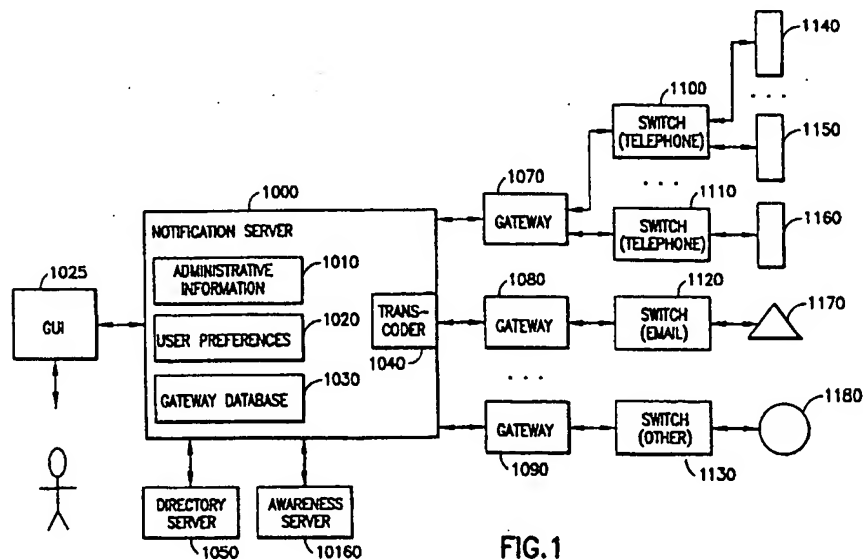 1140
1100
SWITCH
(TELEPHONE)
1150
1000
1070
1110
NOTIFICATION SERVER
GATEWAY
SWITCH
(TELEPHONE)
1160
1025
ADMINISTRATIVE
INFORMATION
1010
1080
1120
GUI
USER PREFERENCES
1020
TRANS-
CODER
1040
GATEWAY
SWITCH
(EMAIL)
1170
GATEWAY DATABASE
1030
GATEWAY
1090
SWITCH
(OTHER)
1130
1180
DIRECTORY
SERVER
1050
AWARENESS
SERVER
10160
FIG.1